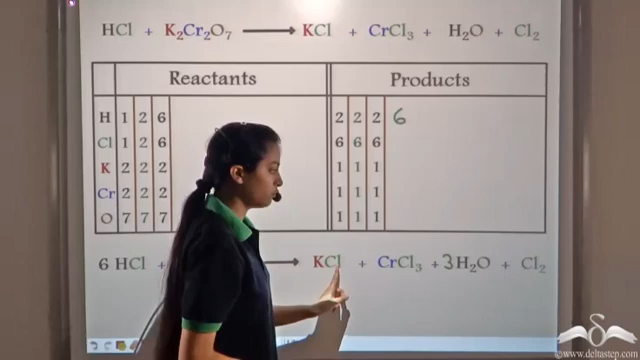 HCl + K₂Cr₂O₇ → KCl + CrCl₃ + H₂O + Cl₂
Reactants Products
H 1 2 6 2 2 2 6
Cl 1 2 6 6 6 6
K 2 2 2 1 1 1
Cr 2 2 2 1 1 1
O 7 7 7 1 1 1
6 HCl + → KCl + CrCl₃ + 3H₂O + Cl₂
©www.deltastep.com